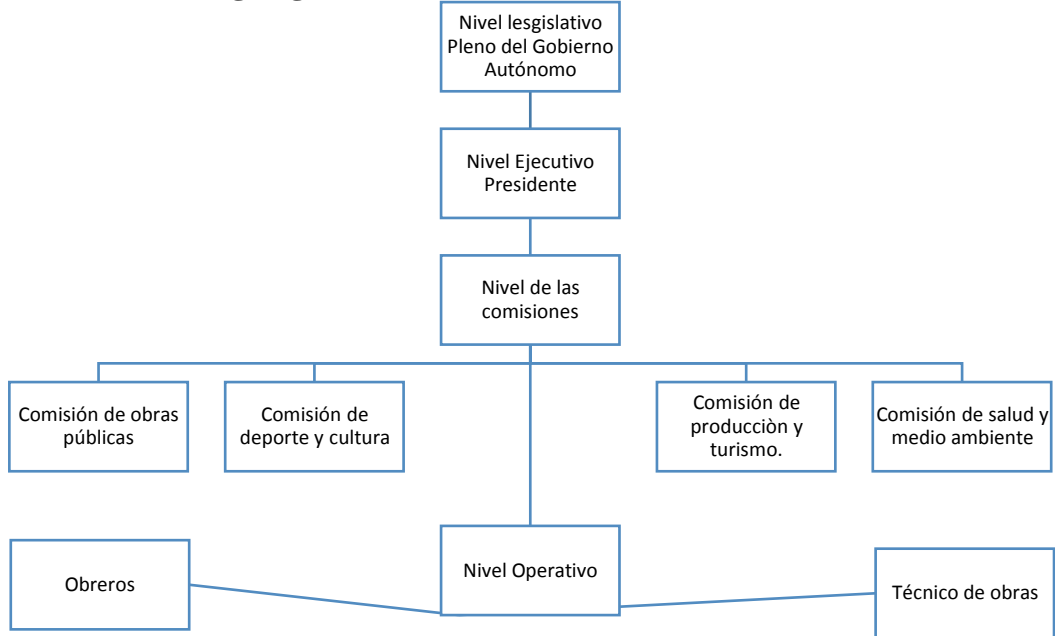 Nivel lesgislativo
Pleno del Gobierno
Autónomo
Nivel Ejecutivo
Presidente
Nivel de las
comisiones
Comisión de obras
públicas
Comisión de
deporte y cultura
Comisión de
producciòn y
turismo.
Comisión de salud y
medio ambiente
Obreros
Nivel Operativo
Técnico de obras